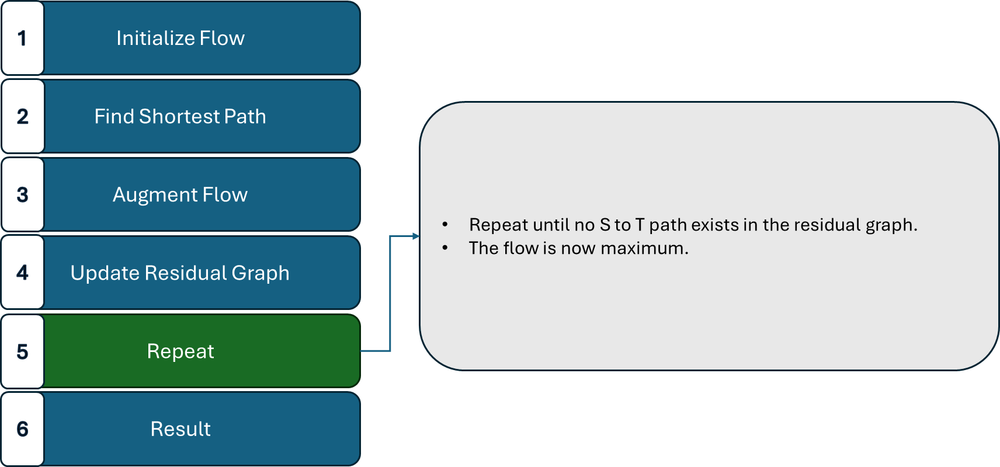 1 Initialize Flow
2 Find Shortest Path
3 Augment Flow
4 Update Residual Graph
5 Repeat
6 Result
• Repeat until no S to T path exists in the residual graph.
• The flow is now maximum.